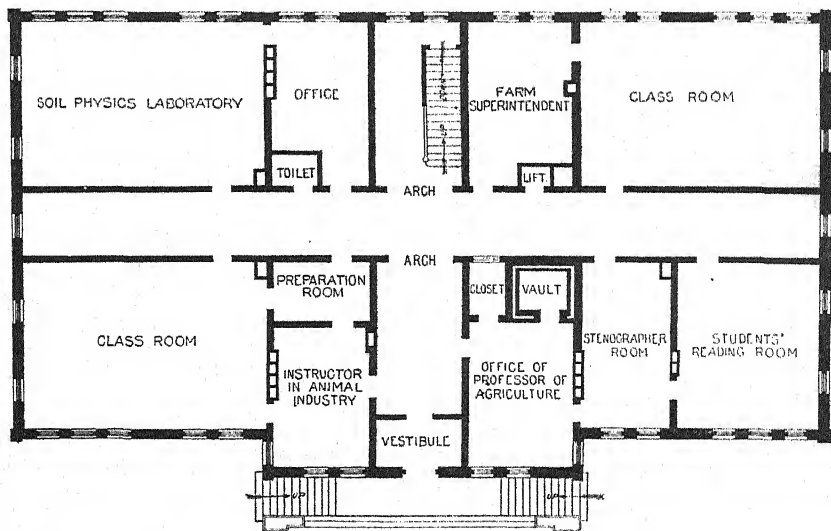 SOIL PHYSICS LABORATORY
OFFICE
TOILET
UP
FARM
SUPERINTENDENT
LIFT.
CLASS ROOM
ARCH
ARCH
CLASS ROOM
PREPARATION
ROOM
INSTRUCTOR
IN ANIMAL
INDUSTRY
CLOSET
VAULT
OFFICE OF
PROFESSOR OF
AGRICULTURE
STENOGRAPHER
ROOM
STUDENTS'
READING ROOM
VESTIBULE
UP
UP